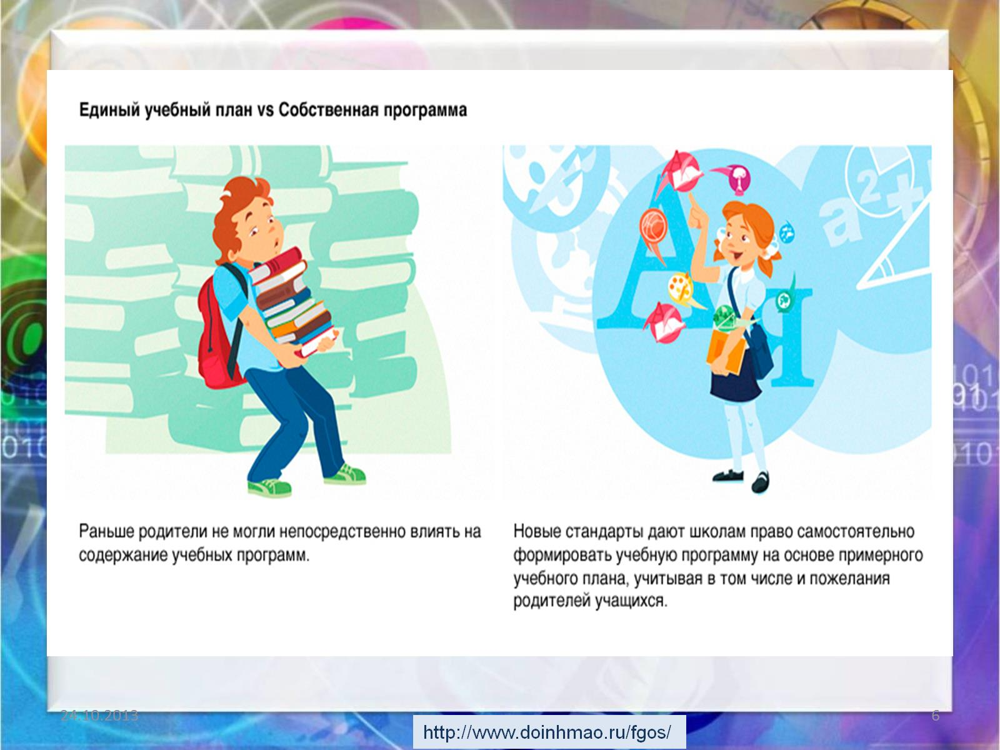 Единый учебный план vs Собственная программа
Раньше родители не могли непосредственно влиять на
содержание учебных программ.
Новые стандарты дают школам право самостоятельно
формировать учебную программу на основе примерного
учебного плана, учитывая в том числе и пожелания
родителей учащихся.
24.10.2013
6
http://www.doinhmao.ru/fgos/